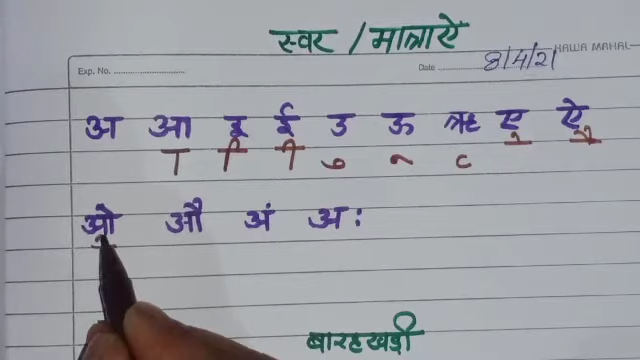 स्वर / मात्राऐ
HAWA MAHAL
Exp. No. ........................ Date ........................ 8/4/21
अ आ इ ई उ ऊ ऋ ए ऐ
ा ि ी ु ू ृ े ै
ओ औ अं अः
बारहखड़ी